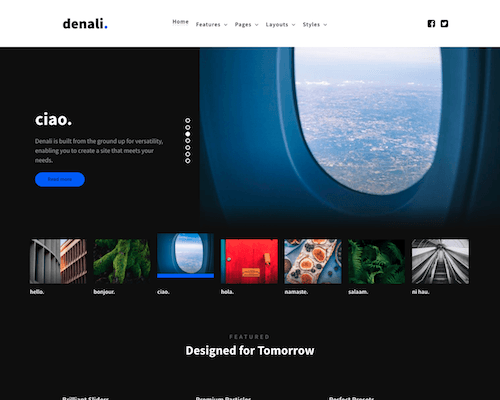 denali.
Home Features Pages Layouts Styles
ciao.
Denali is built from the ground up for versatility,
enabling you to create a site that meets your
needs.
Read More
hello. bonjour. ciao. hola. namaste. salaam. ni hau.
FEATURED
Designed for Tomorrow
Brilliant Sliders Premium Particles Perfect Presets